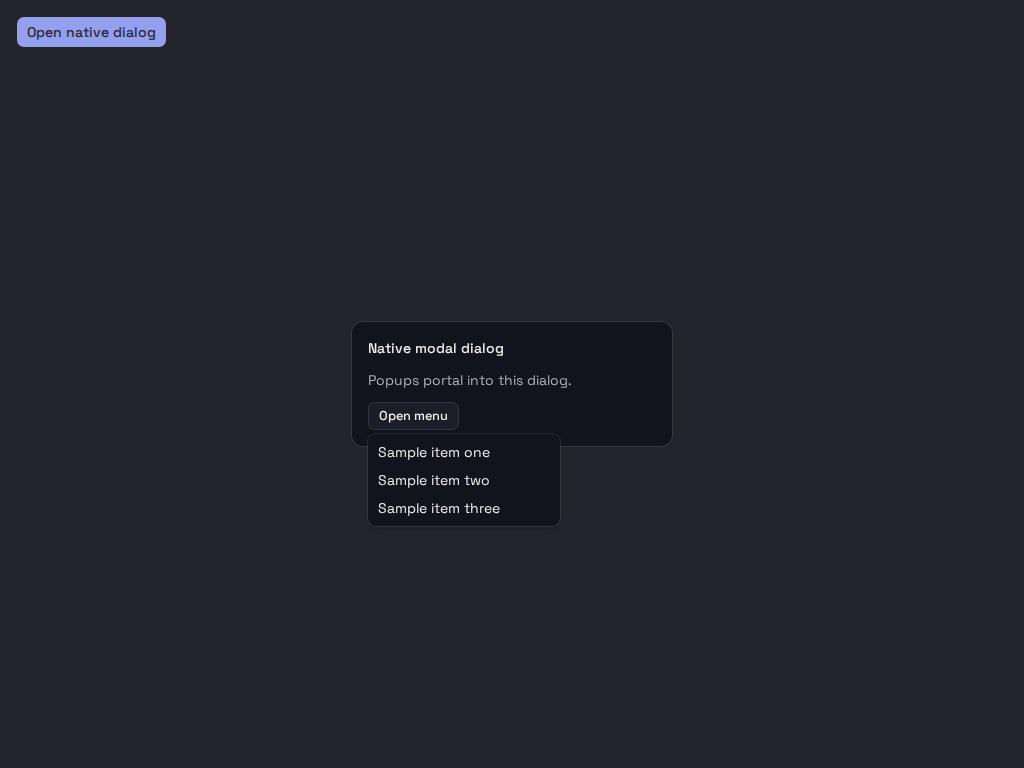 Open native dialog
Native modal dialog
Popups portal into this dialog.
Open menu
Sample item one
Sample item two
Sample item three